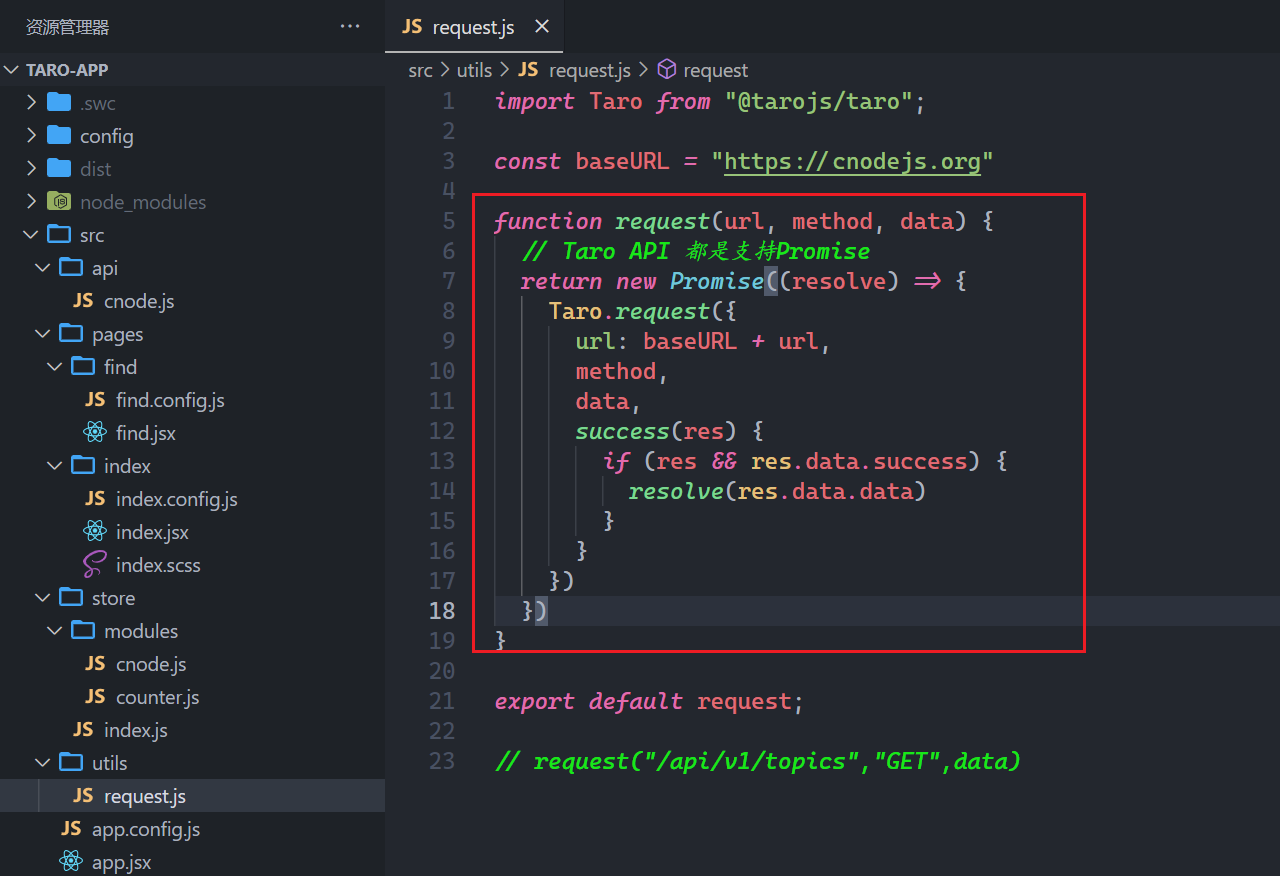 资源管理器 ···
TARO-APP
.swc
config
dist
node_modules
src
api
JS cnode.js
pages
find
JS find.config.js
find.jsx
index
JS index.config.js
index.jsx
index.scss
store
modules
JS cnode.js
JS counter.js
JS index.js
utils
JS request.js
JS app.config.js
app.jsx
JS request.js ×
src > utils > JS request.js > request
1 import Taro from "@tarojs/taro";
2
3 const baseURL = "https://cnodejs.org"
4
5 function request(url, method, data) {
6 // Taro API 都是支持Promise
7 return new Promise((resolve) => {
8 Taro.request({
9 url: baseURL + url,
10 method,
11 data,
12 success(res) {
13 if (res && res.data.success) {
14 resolve(res.data.data)
15 }
16 }
17 })
18 })
19 }
20
21 export default request;
22
23 // request("/api/v1/topics","GET",data)